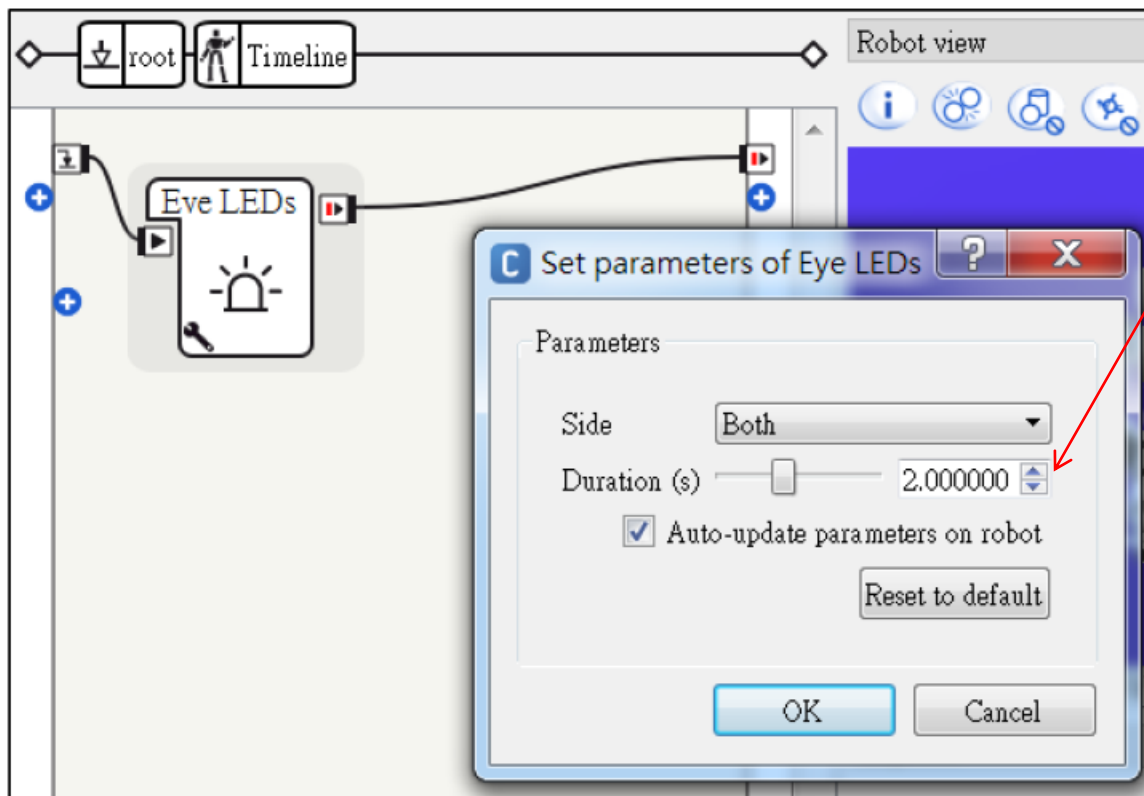 root
Timeline
Robot view
Eye LEDs
Set parameters of Eye LEDs
Parameters
Side Both
Duration (s) 2.000000
Auto-update parameters on robot
Reset to default
OK Cancel